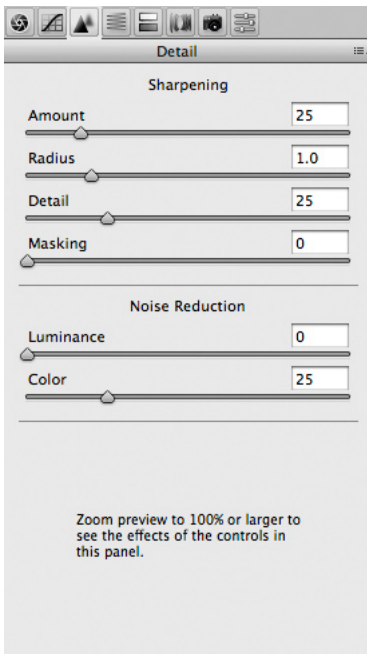 Detail
Sharpening
Amount 25
Radius 1.0
Detail 25
Masking 0
Noise Reduction
Luminance 0
Color 25
Zoom preview to 100% or larger to
see the effects of the controls in
this panel.